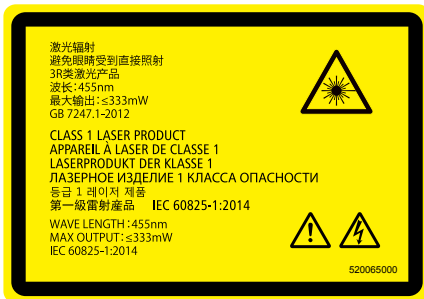 激光辐射
避免眼睛受到直接照射
3R类激光产品
波长:455nm
最大输出:≤333mW
GB 7247.1-2012
CLASS 1 LASER PRODUCT
APPAREIL À LASER DE CLASSE 1
LASERPRODUKT DER KLASSE 1
ЛАЗЕРНОЕ ИЗДЕЛИЕ 1 КЛАССА ОПАСНОСТИ
등급 1 레이저 제품
第一級雷射産品 IEC 60825-1:2014
WAVE LENGTH:455nm
MAX OUTPUT:≤333mW
IEC 60825-1:2014
520065000